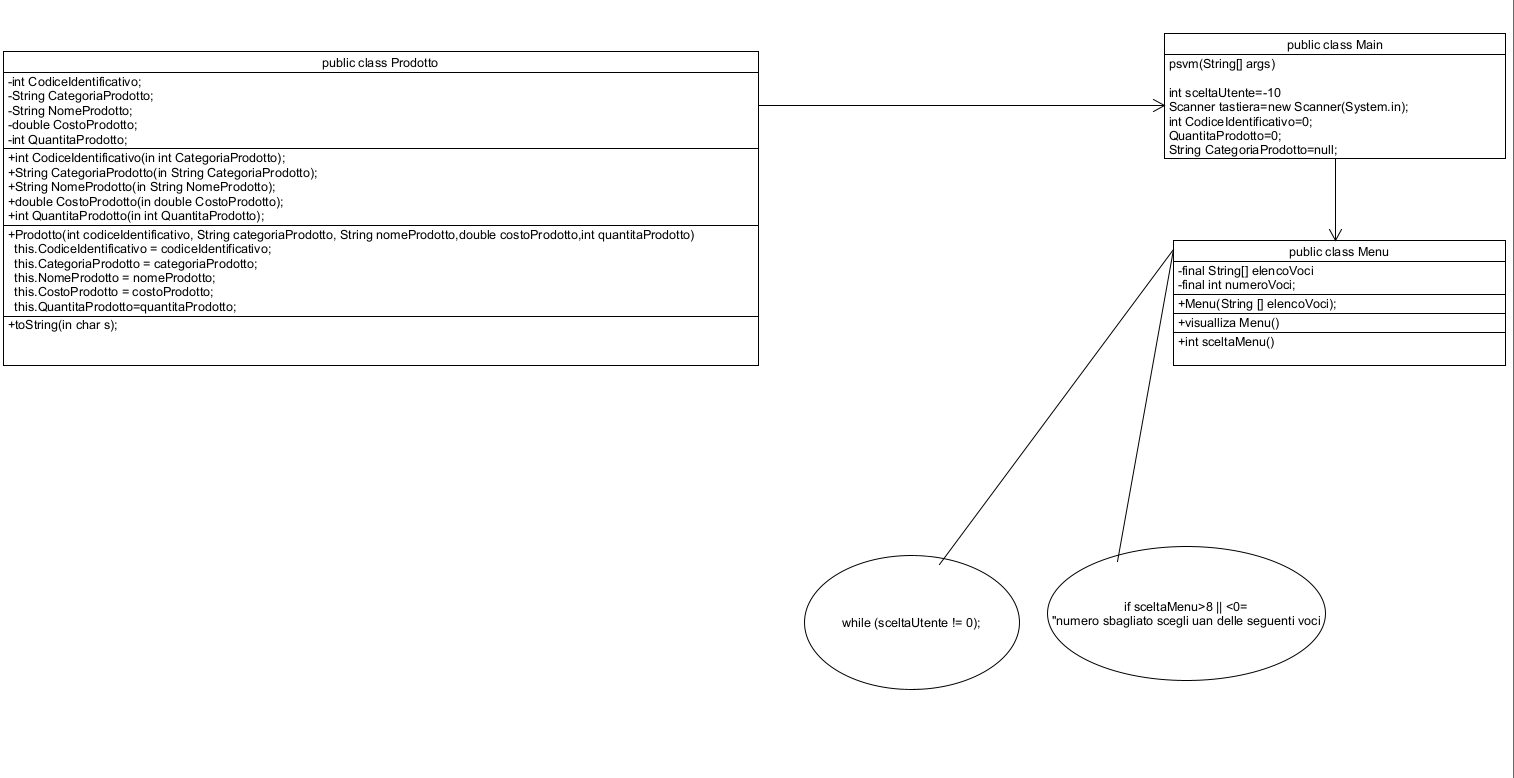 public class Prodotto
-int CodiceIdentificativo;
-String CategoriaProdotto;
-String NomeProdotto;
-double CostoProdotto;
-int QuantitaProdotto;
+int CodiceIdentificativo(in int CategoriaProdotto);
+String CategoriaProdotto(in String CategoriaProdotto);
+String NomeProdotto(in String NomeProdotto);
+double CostoProdotto(in double CostoProdotto);
+int QuantitaProdotto(in int QuantitaProdotto);
+Prodotto(int codiceIdentificativo, String categoriaProdotto, String nomeProdotto,double costoProdotto,int quantitaProdotto)
this.CodiceIdentificativo = codiceIdentificativo;
this.CategoriaProdotto = categoriaProdotto;
this.NomeProdotto = nomeProdotto;
this.CostoProdotto = costoProdotto;
this.QuantitaProdotto=quantitaProdotto;
+toString(in char s);
public class Main
psvm(String[] args)
int sceltaUtente=-10
Scanner tastiera=new Scanner(System.in);
int CodiceIdentificativo=0;
QuantitaProdotto=0;
String CategoriaProdotto=null;
public class Menu
-final String[] elencoVoci
-final int numeroVoci;
+Menu(String [] elencoVoci);
+visualliza Menu()
+int sceltaMenu()
while (sceltaUtente != 0);
if sceltaMenu>8 || <0=
"numero sbagliato scegli uan delle seguenti voci